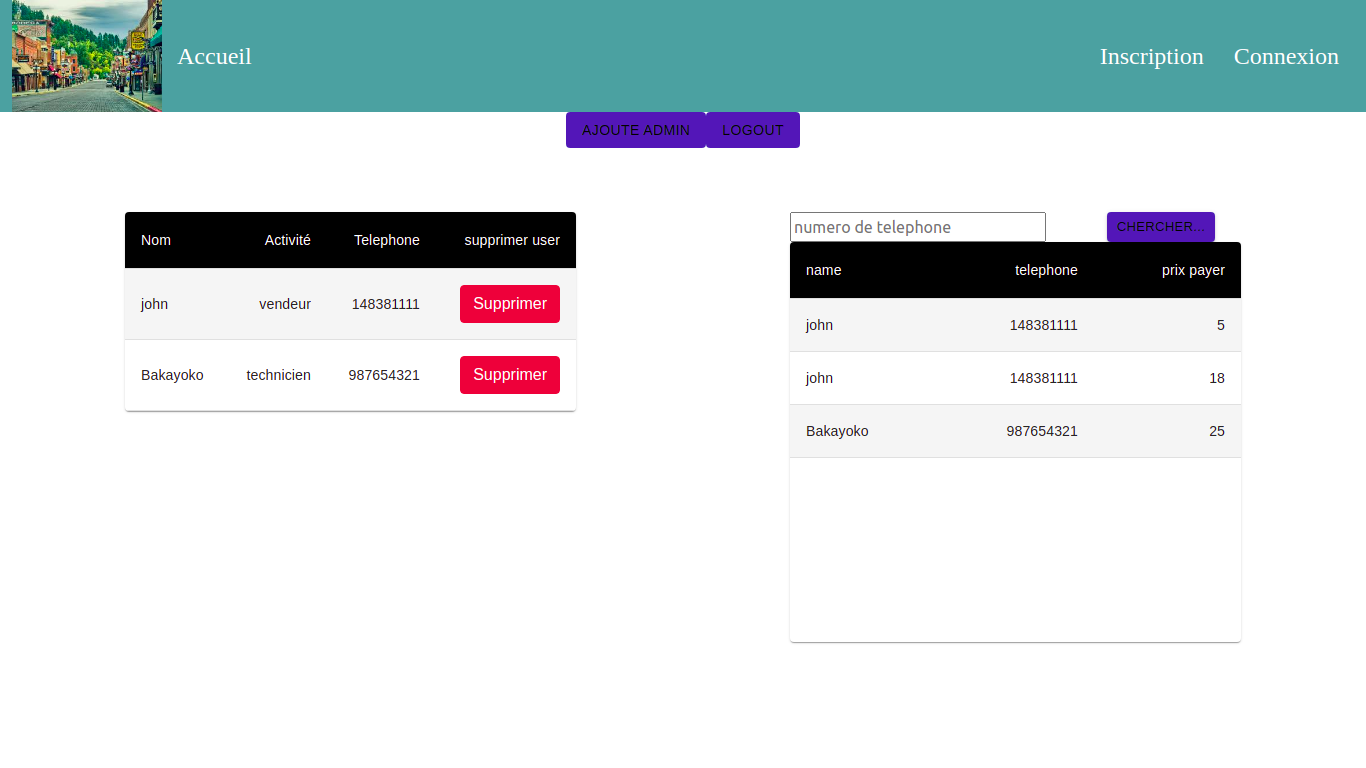 Accueil
Inscription
Connexion
AJOUTE ADMIN
LOGOUT
Nom Activité Telephone supprimer user
john vendeur 148381111 Supprimer
Bakayoko technicien 987654321 Supprimer
numero de telephone
CHERCHER...
name telephone prix payer
john 148381111 5
john 148381111 18
Bakayoko 987654321 25